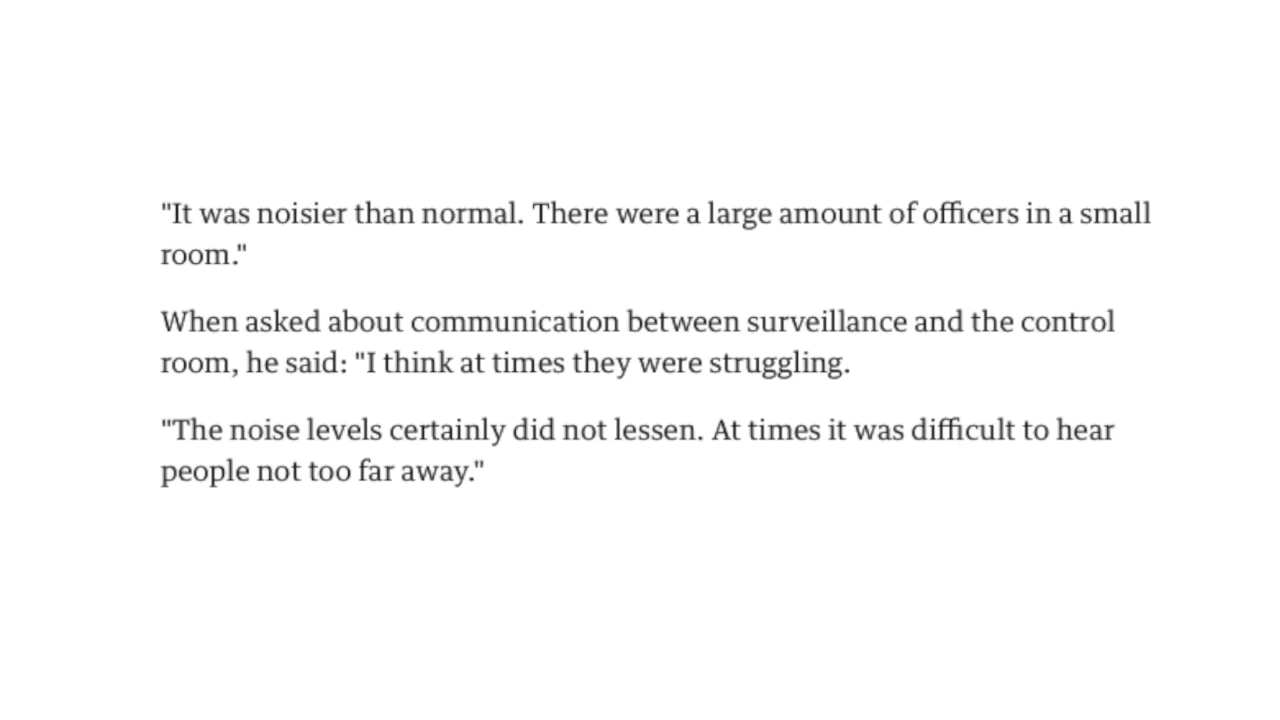 "It was noisier than normal. There were a large amount of officers in a small
room."
When asked about communication between surveillance and the control
room, he said: "I think at times they were struggling.
"The noise levels certainly did not lessen. At times it was difficult to hear
people not too far away."